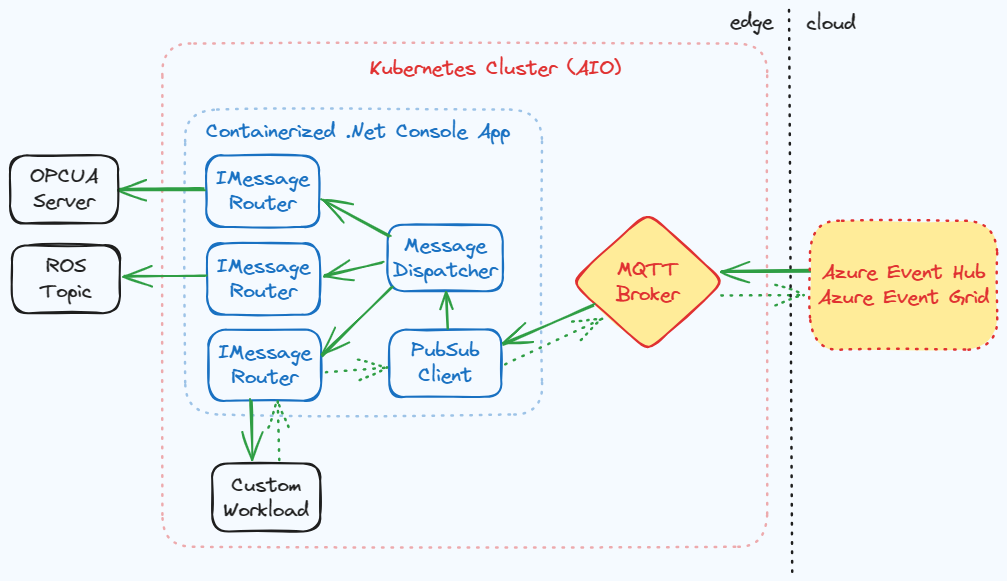 edge
cloud
Kubernetes Cluster (AIO)
Containerized .Net Console App
OPCUA
Server
IMessage
Router
ROS
Topic
IMessage
Router
Message
Dispatcher
MQTT
Broker
Azure Event Hub
Azure Event Grid
IMessage
Router
PubSub
Client
Custom
Workload